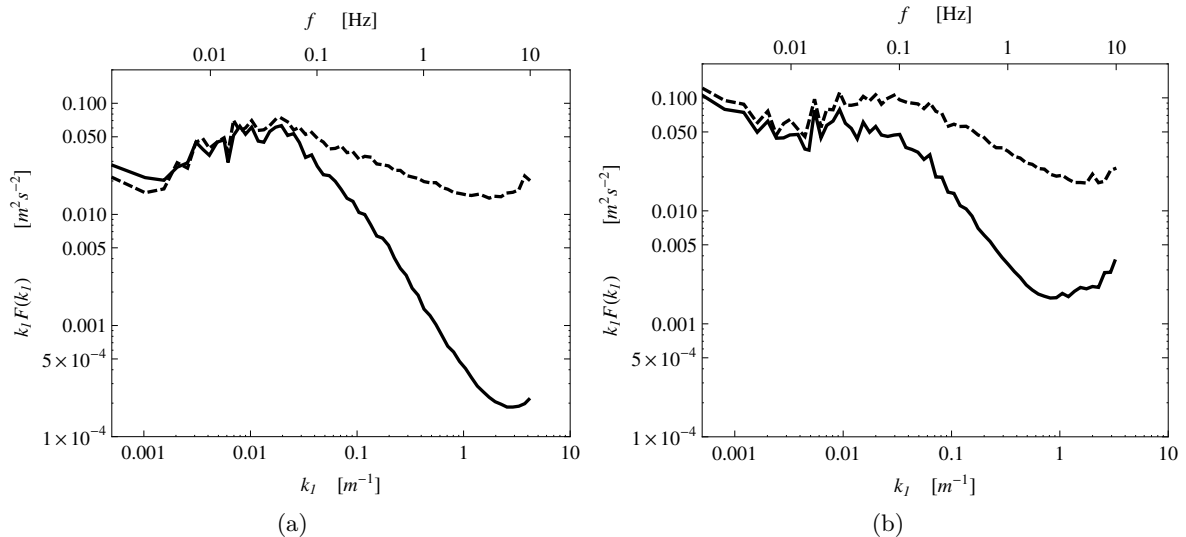 f [Hz]
0.01 0.1 1 10
0.100
0.050
0.010
0.005
0.001
5 × 10⁻⁴
1 × 10⁻⁴
k₁F(k₁) [m²s⁻²]
0.001 0.01 0.1 1 10
k₁ [m⁻¹]
(a)
f [Hz]
0.01 0.1 1 10
0.100
0.050
0.010
0.005
0.001
5 × 10⁻⁴
1 × 10⁻⁴
k₁F(k₁) [m²s⁻²]
0.001 0.01 0.1 1 10
k₁ [m⁻¹]
(b)